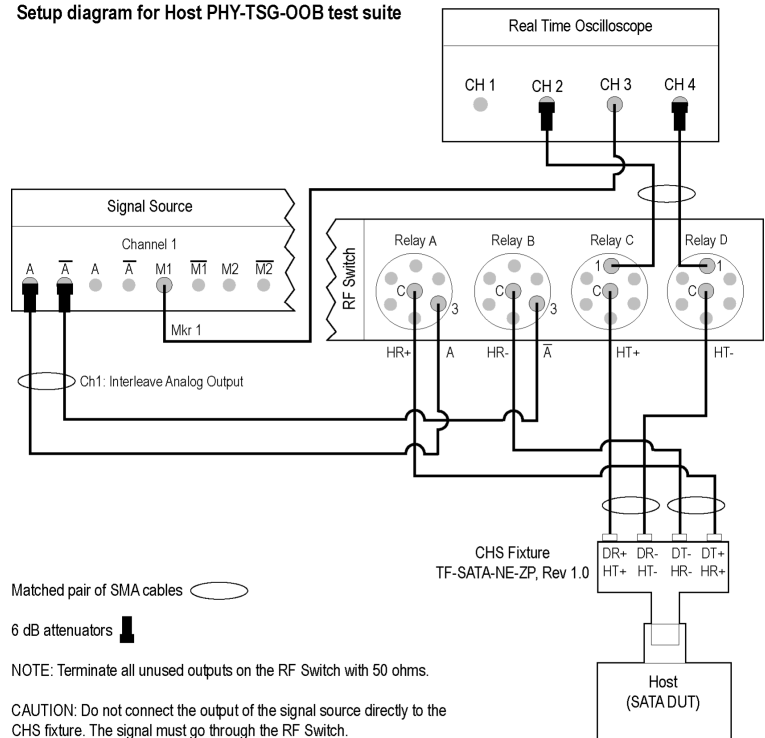 Setup diagram for Host PHY-TSG-OOB test suite
Real Time Oscilloscope
CH 1 CH 2 CH 3 CH 4
Signal Source
Channel 1
A A̅ A A̅ M1 M̅1̅ M2 M̅2̅
Mkr 1
RF Switch
Relay A Relay B Relay C Relay D
1 1
C C C C
3 3
HR+ A HR- A̅ HT+ HT-
Ch1: Interleave Analog Output
CHS Fixture
TF-SATA-NE-ZP, Rev 1.0
DR+ DR- DT- DT+
HT+ HT- HR- HR+
Matched pair of SMA cables
6 dB attenuators
NOTE: Terminate all unused outputs on the RF Switch with 50 ohms.
CAUTION: Do not connect the output of the signal source directly to the
CHS fixture. The signal must go through the RF Switch.
Host
(SATA DUT)